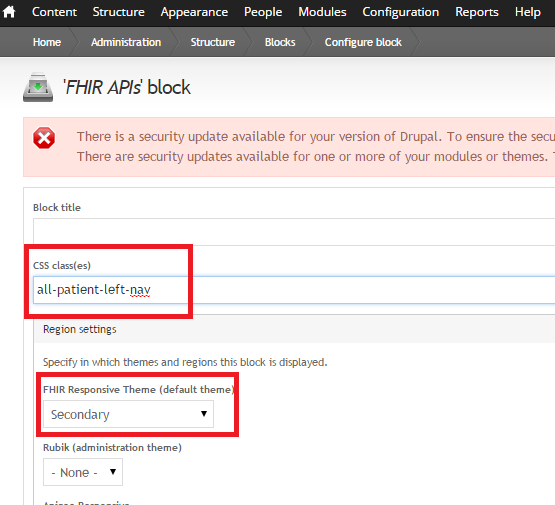 Content Structure Appearance People Modules Configuration Reports Help
Home Administration Structure Blocks Configure block
'FHIR APIs' block
There is a security update available for your version of Drupal. To ensure the secu
There are security updates available for one or more of your modules or themes. T
Block title
CSS class(es)
all-patient-left-nav
Region settings
Specify in which themes and regions this block is displayed.
FHIR Responsive Theme (default theme)
Secondary
Rubik (administration theme)
- None -